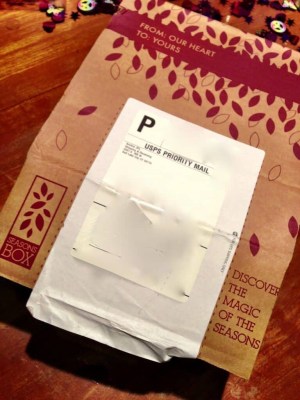 FROM: OUR HEART
TO: YOURS
P
USPS PRIORITY MAIL
SEASONS
BOX
DISCOVER
THE
MAGIC
OF THE
SEASONS